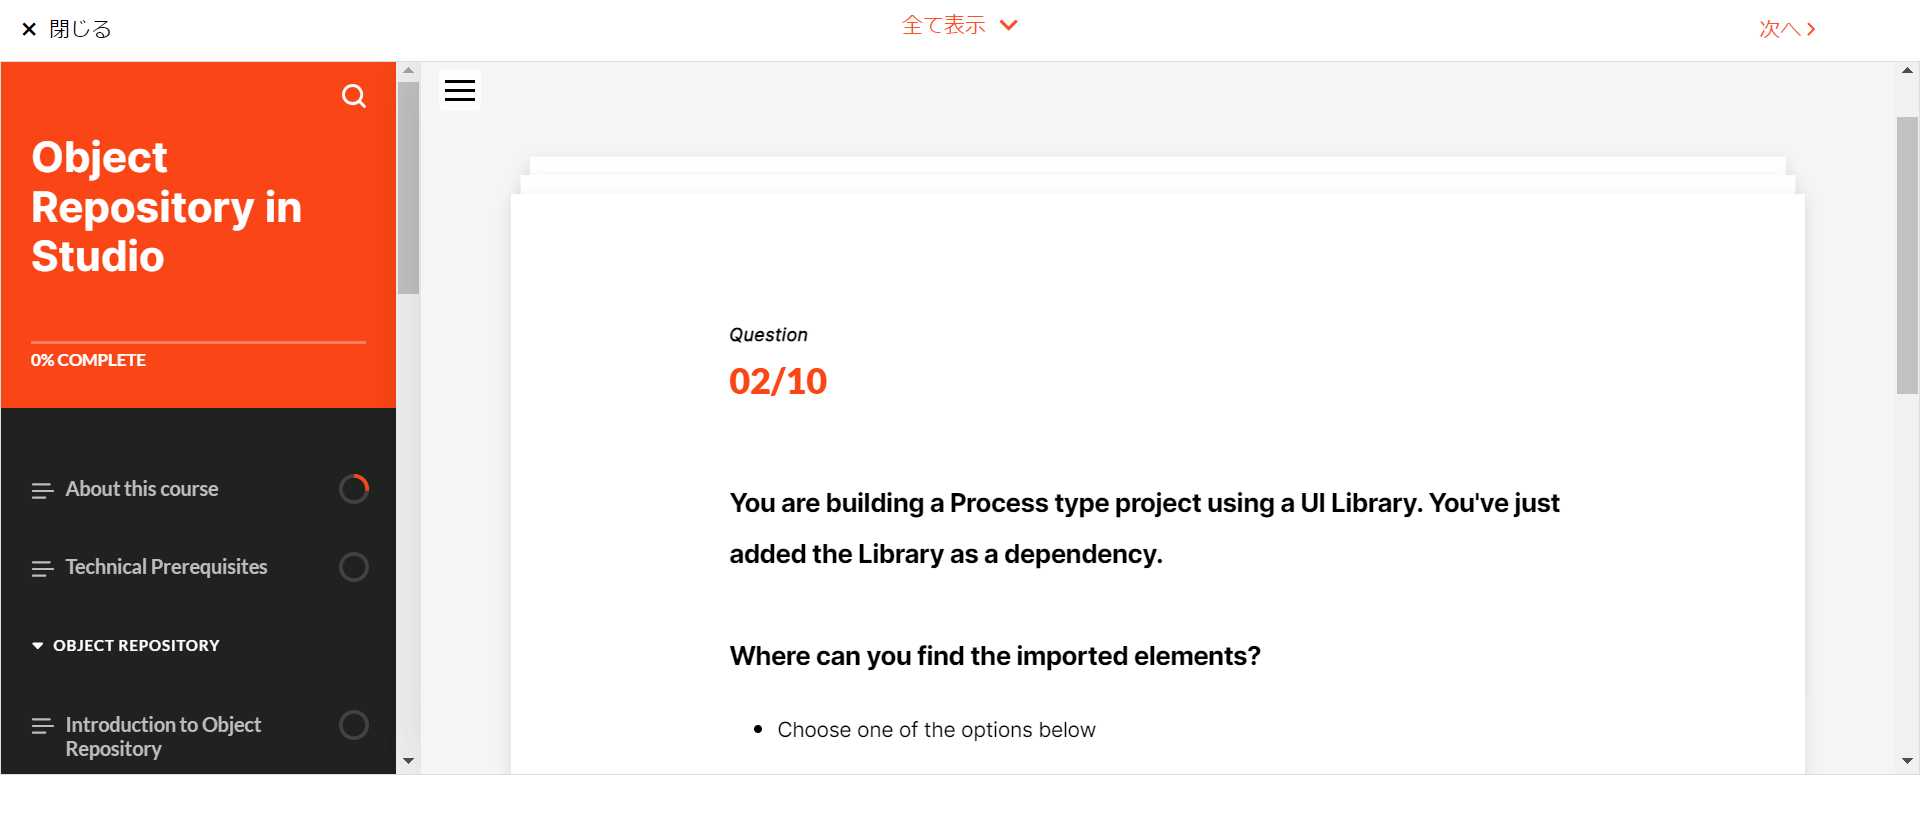 × 閉じる
全て表示
次へ
Object
Repository in
Studio
0% COMPLETE
About this course
Technical Prerequisites
OBJECT REPOSITORY
Introduction to Object
Repository
Question
02/10
You are building a Process type project using a UI Library. You've just
added the Library as a dependency.
Where can you find the imported elements?
• Choose one of the options below